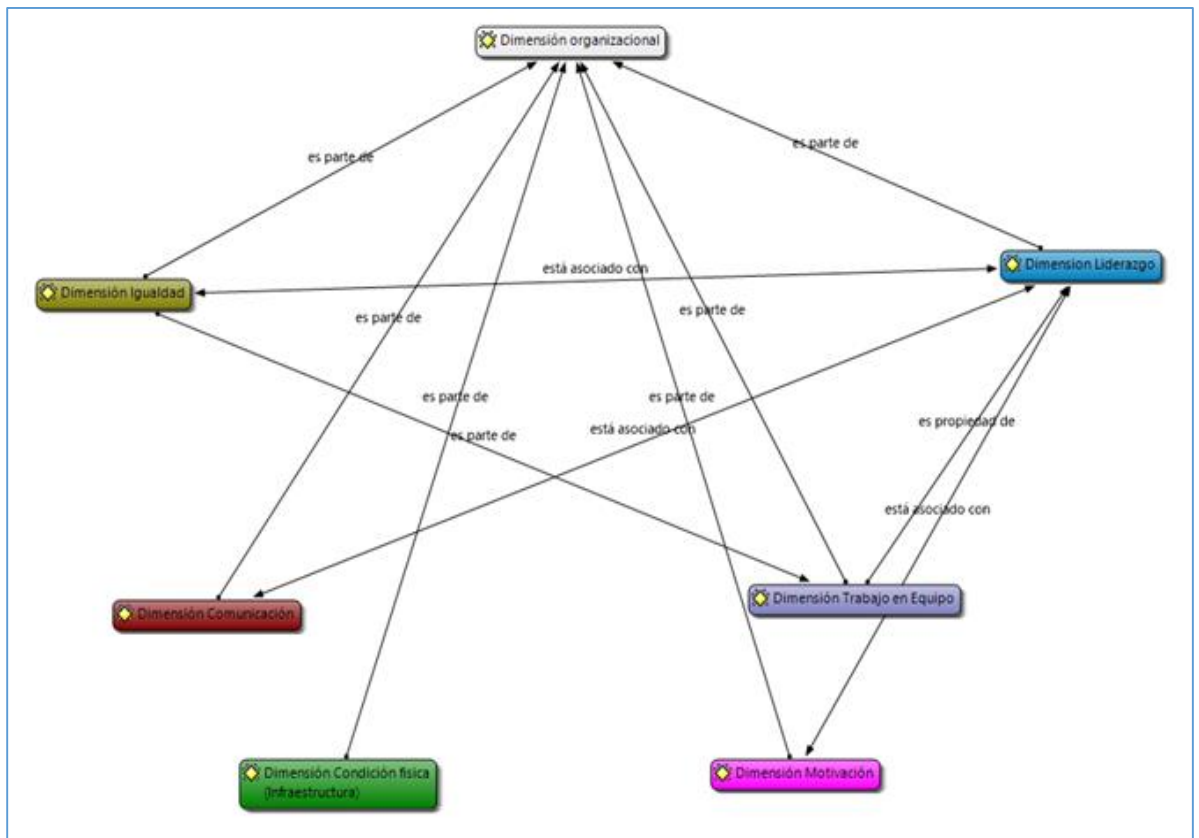 Dimensión organizacional
es parte de
es parte de
Dimension Liderazgo
está asociado con
Dimensión Igualdad
es parte de
es parte de
es parte de
es parte de
es propiedad de
está asociado con
es parte de
está asociado con
Dimensión Trabajo en Equipo
Dimensión Comunicación
Dimensión Condición fisica
(Infraestructura)
Dimensión Motivación